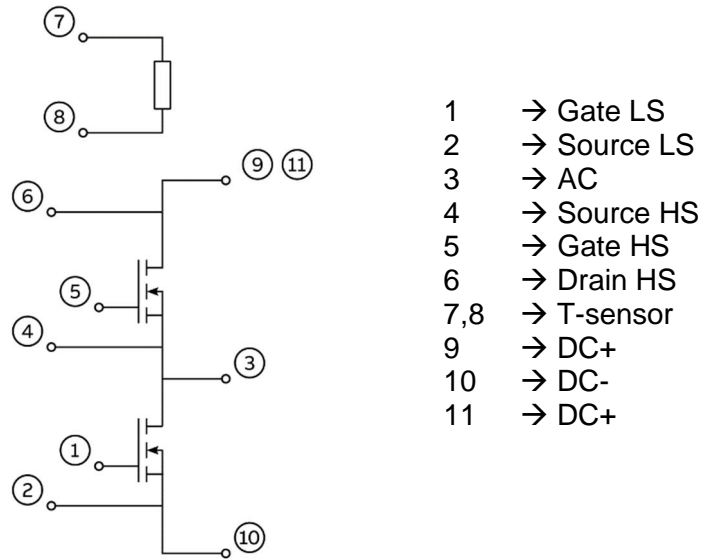 7
8
9 11
6
5
4
3
1
2
10
1 → Gate LS
2 → Source LS
3 → AC
4 → Source HS
5 → Gate HS
6 → Drain HS
7,8 → T-sensor
9 → DC+
10 → DC-
11 → DC+